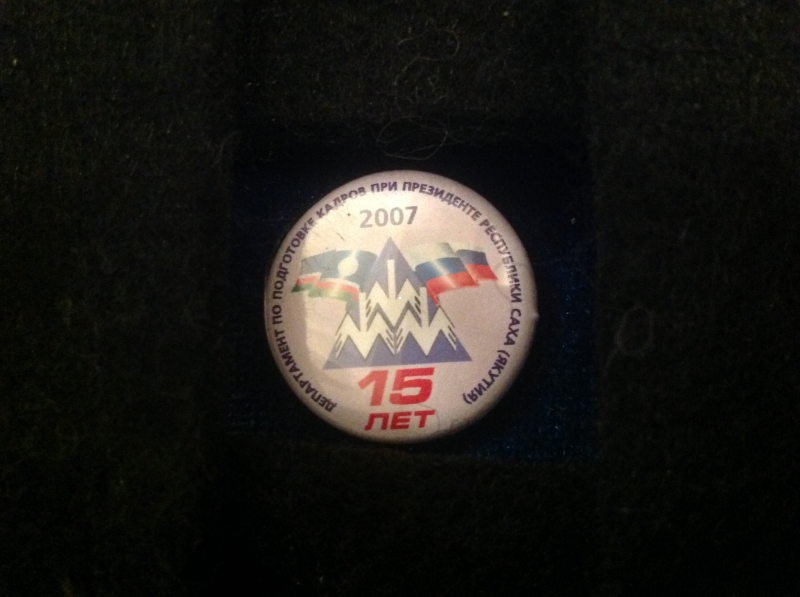 ДЕПАРТАМЕНТ ПО ПОДГОТОВКЕ КАДРОВ ПРИ ПРЕЗИДЕНТЕ РЕСПУБЛИКИ САХА (ЯКУТИЯ)
2007
15
ЛЕТ